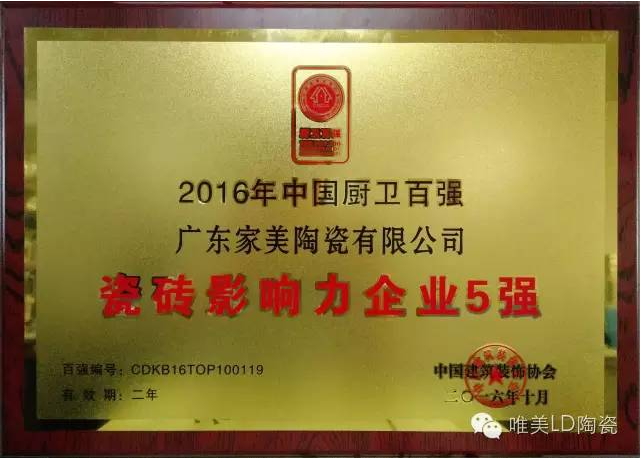 2016年中国厨卫百强
广东家美陶瓷有限公司
瓷砖影响力企业5强
百强编号：CDKB16TOP100119
有效期：二年
中国建筑装饰协会
二〇一六年十月
唯美LD陶瓷